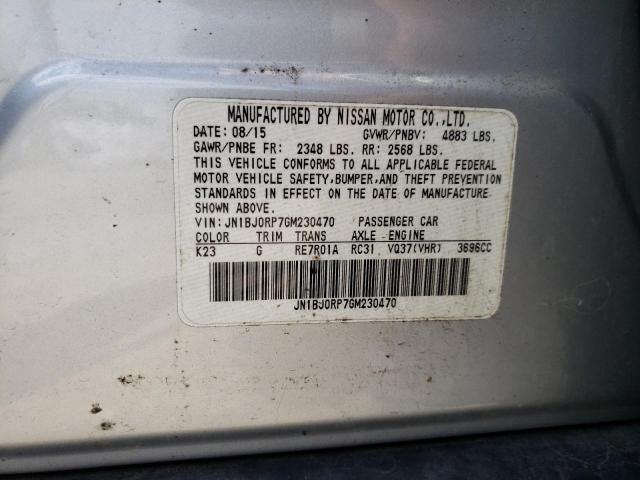 MANUFACTURED BY NISSAN MOTOR CO.,LTD.
DATE: 08/15 GVWR/PNBV: 4883 LBS.
GAWR/PNBE FR: 2348 LBS. RR: 2568 LBS.
THIS VEHICLE CONFORMS TO ALL APPLICABLE FEDERAL
MOTOR VEHICLE SAFETY,BUMPER,AND THEFT PREVENTION
STANDARDS IN EFFECT ON THE DATE OF MANUFACTURE
SHOWN ABOVE.
VIN:JN1BJ0RP7GM230470 PASSENGER CAR
COLOR TRIM TRANS AXLE-ENGINE
K23 G RE7R01A RC31 VQ37(VHR) 3696CC
JN1BJ0RP7GM230470